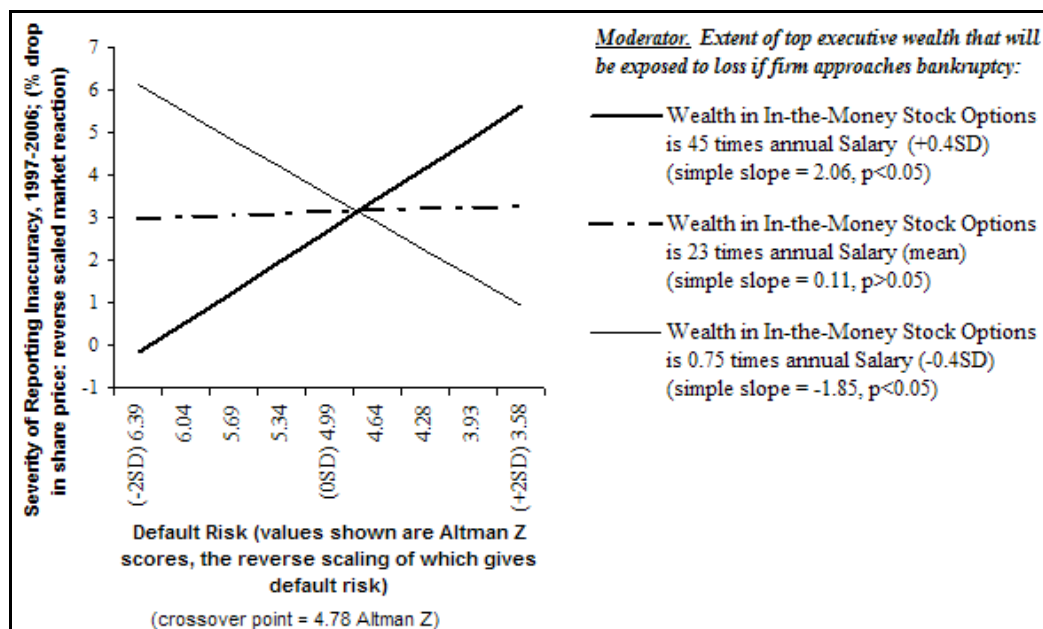 Severity of Reporting Inaccuracy, 1997-2006; (% drop
in share price: reverse scaled market reaction)
7
6
5
4
3
2
1
0
-1
(-2SD) 6.39
6.04
5.69
5.34
(0SD) 4.99
4.64
4.28
3.93
(+2SD) 3.58
Default Risk (values shown are Altman Z
scores, the reverse scaling of which gives
default risk)
(crossover point = 4.78 Altman Z)
Moderator. Extent of top executive wealth that will
be exposed to loss if firm approaches bankruptcy:
Wealth in In-the-Money Stock Options
is 45 times annual Salary (+0.4SD)
(simple slope = 2.06, p<0.05)
Wealth in In-the-Money Stock Options
is 23 times annual Salary (mean)
(simple slope = 0.11, p>0.05)
Wealth in In-the-Money Stock Options
is 0.75 times annual Salary (-0.4SD)
(simple slope = -1.85, p<0.05)